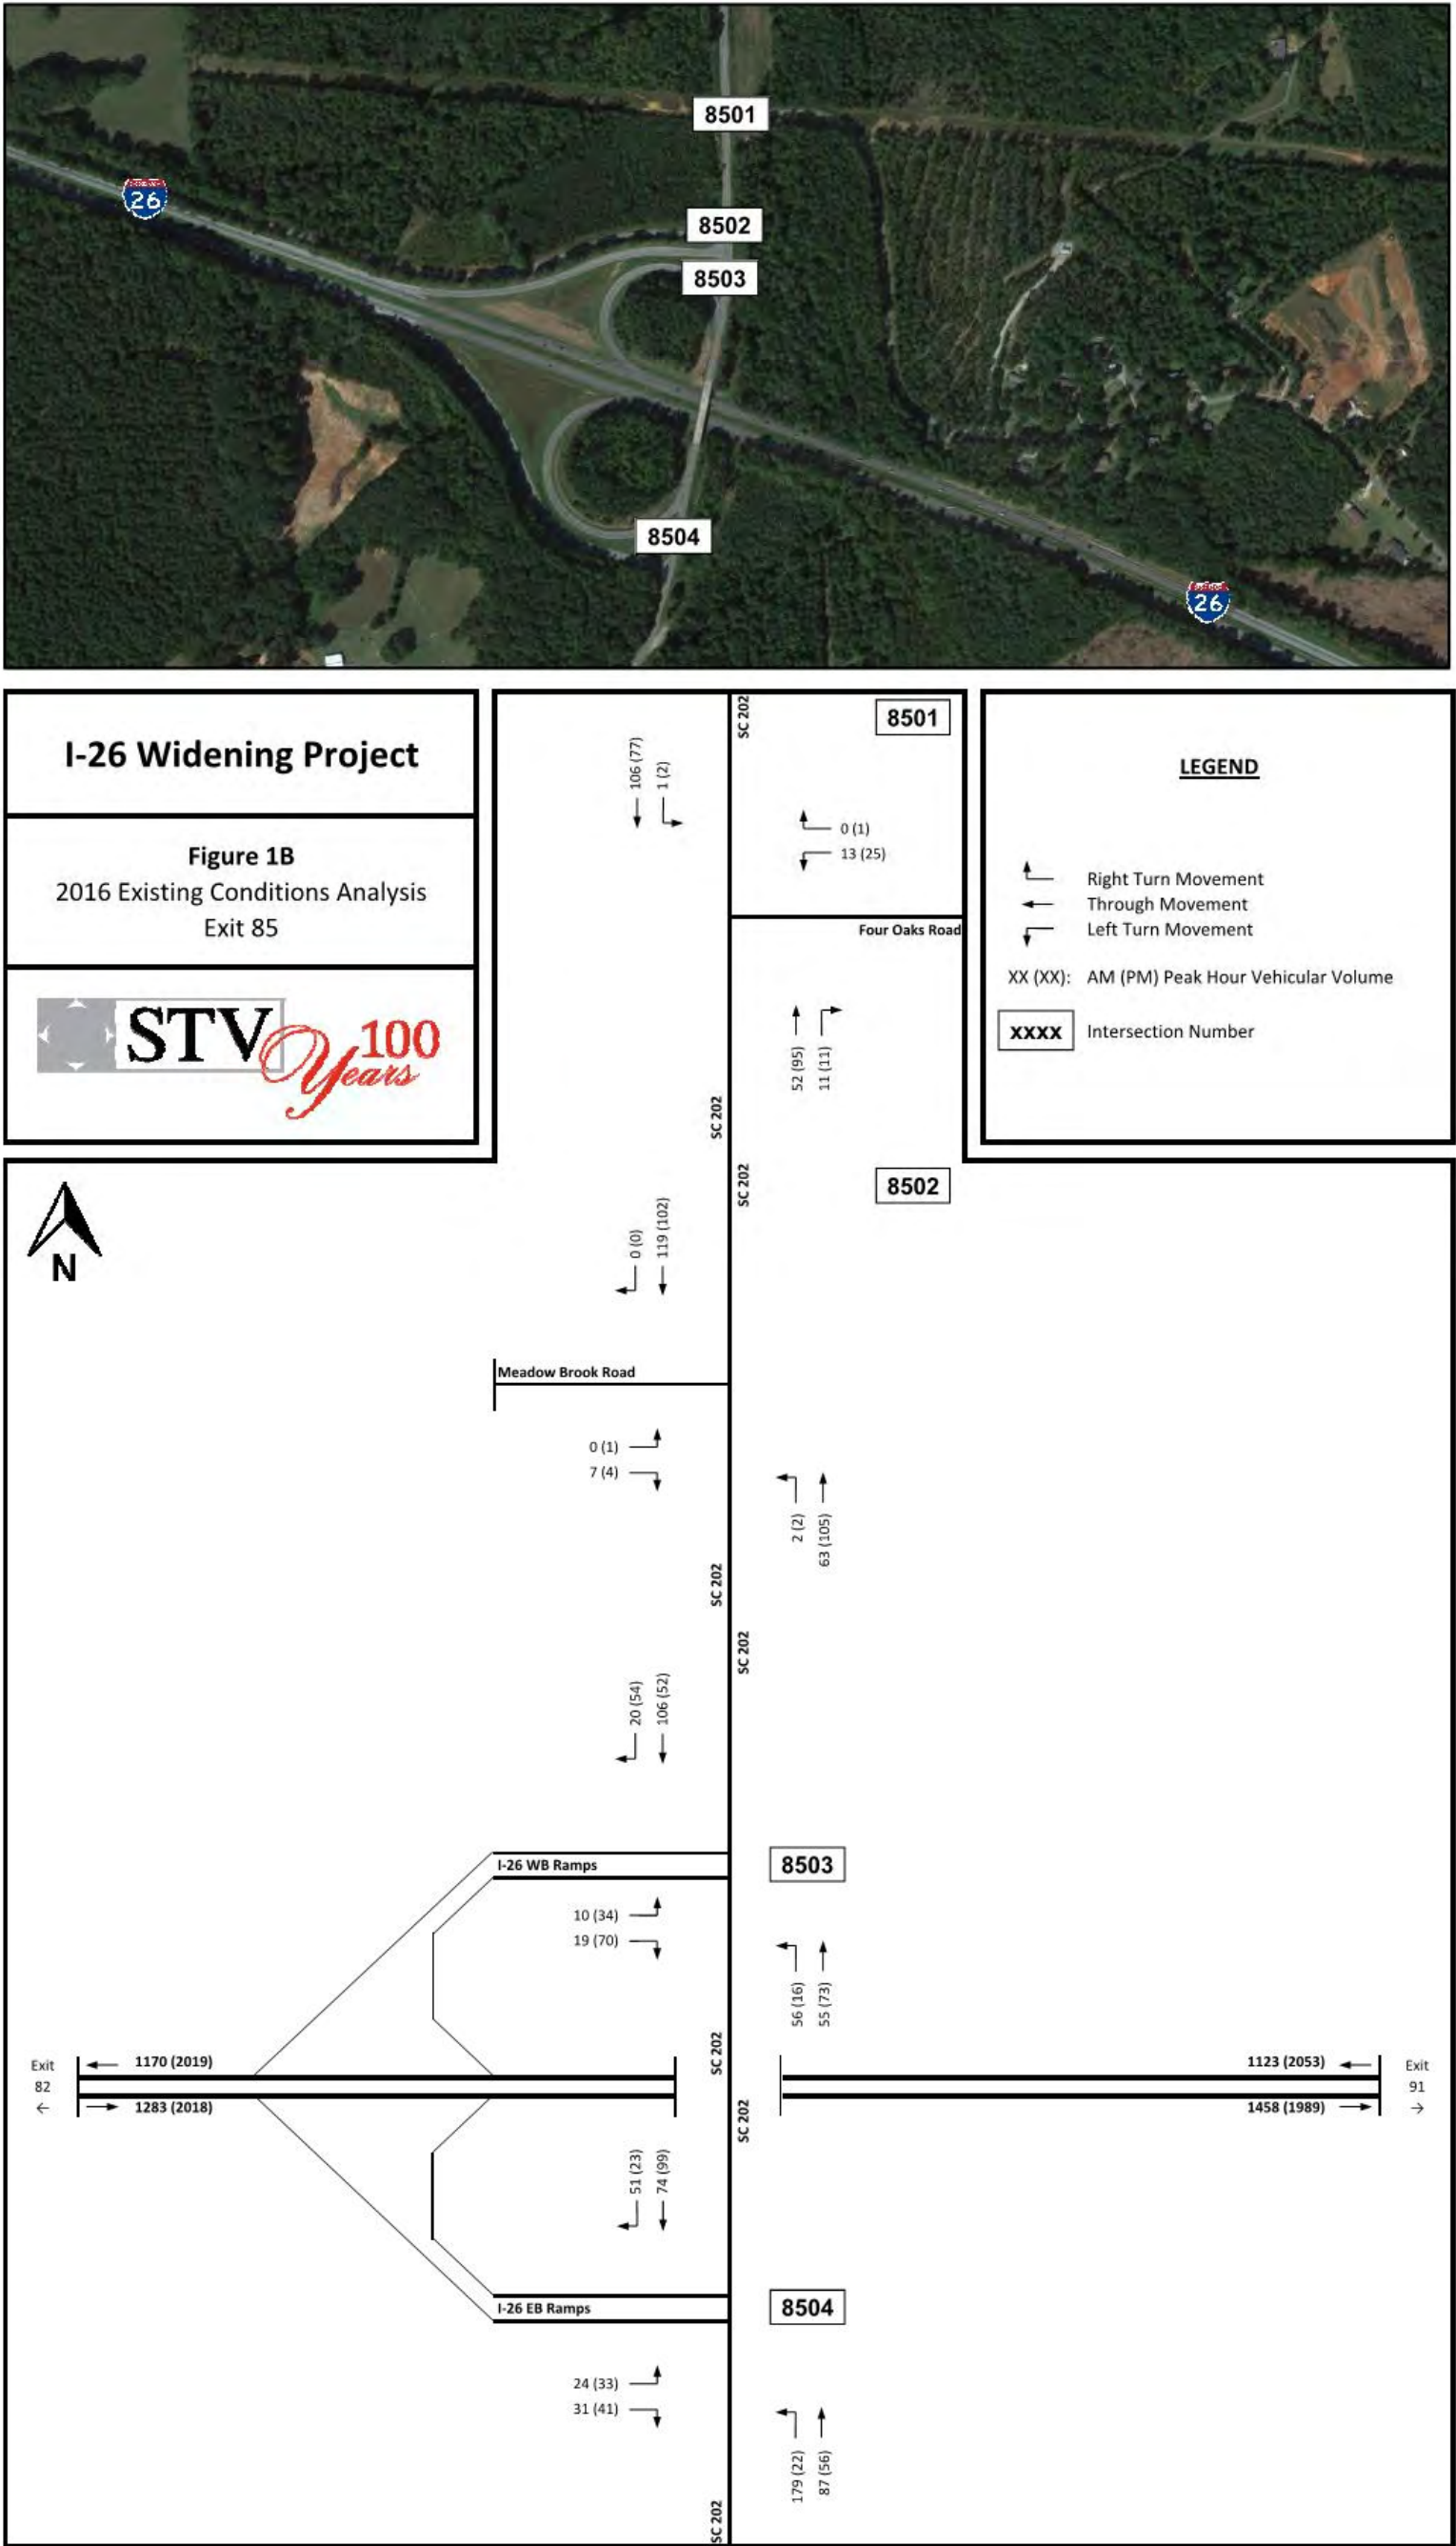 8501
26
8502
8503
8504
26
I-26 Widening Project
Figure 1B
2016 Existing Conditions Analysis
Exit 85
STV
100
Years
SC 202
8501
106 (77)
1 (2)
0 (1)
13 (25)
Four Oaks Road
52 (95)
11 (11)
SC 202
LEGEND
Right Turn Movement
Through Movement
Left Turn Movement
XX (XX): AM (PM) Peak Hour Vehicular Volume
XXXX Intersection Number
N
SC 202
8502
0 (0)
119 (102)
Meadow Brook Road
0 (1)
7 (4)
2 (2)
63 (105)
SC 202
SC 202
20 (54)
106 (52)
I-26 WB Ramps
8503
10 (34)
19 (70)
56 (16)
55 (73)
SC 202
Exit
82
←
1170 (2019)
1283 (2018)
1123 (2053)
1458 (1989)
Exit
91
→
SC 202
51 (23)
74 (99)
I-26 EB Ramps
8504
24 (33)
31 (41)
179 (22)
87 (56)
SC 202